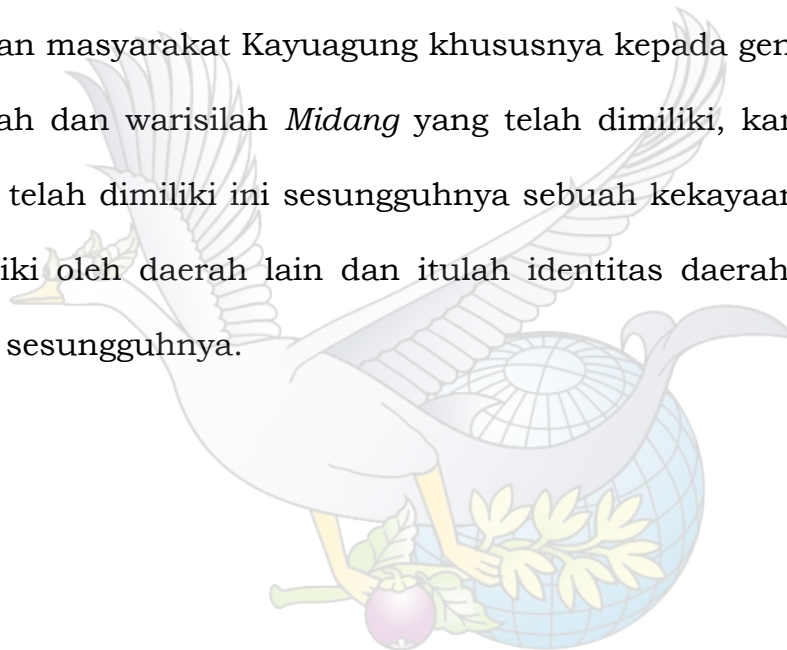 an masyarakat Kayuagung khususnya kepada gen
ah dan warisilah Midang yang telah dimiliki, kar
telah dimiliki ini sesungguhnya sebuah kekayaan
iki oleh daerah lain dan itulah identitas daerah
sesungguhnya.